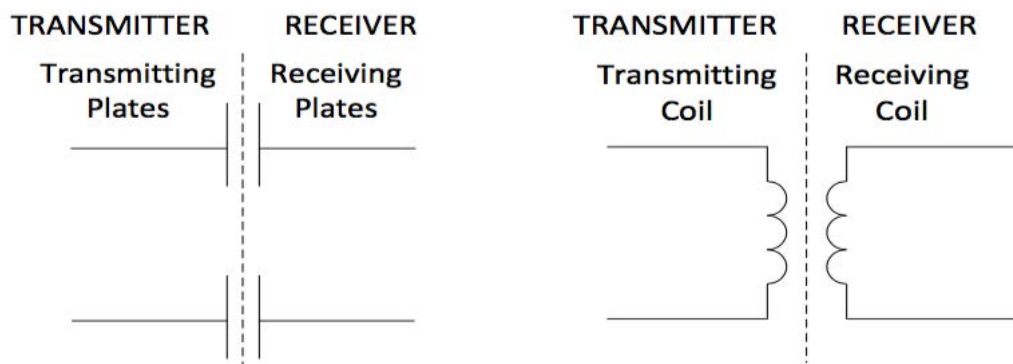 TRANSMITTER RECEIVER
Transmitting Receiving
Plates Plates
TRANSMITTER RECEIVER
Transmitting Receiving
Coil Coil